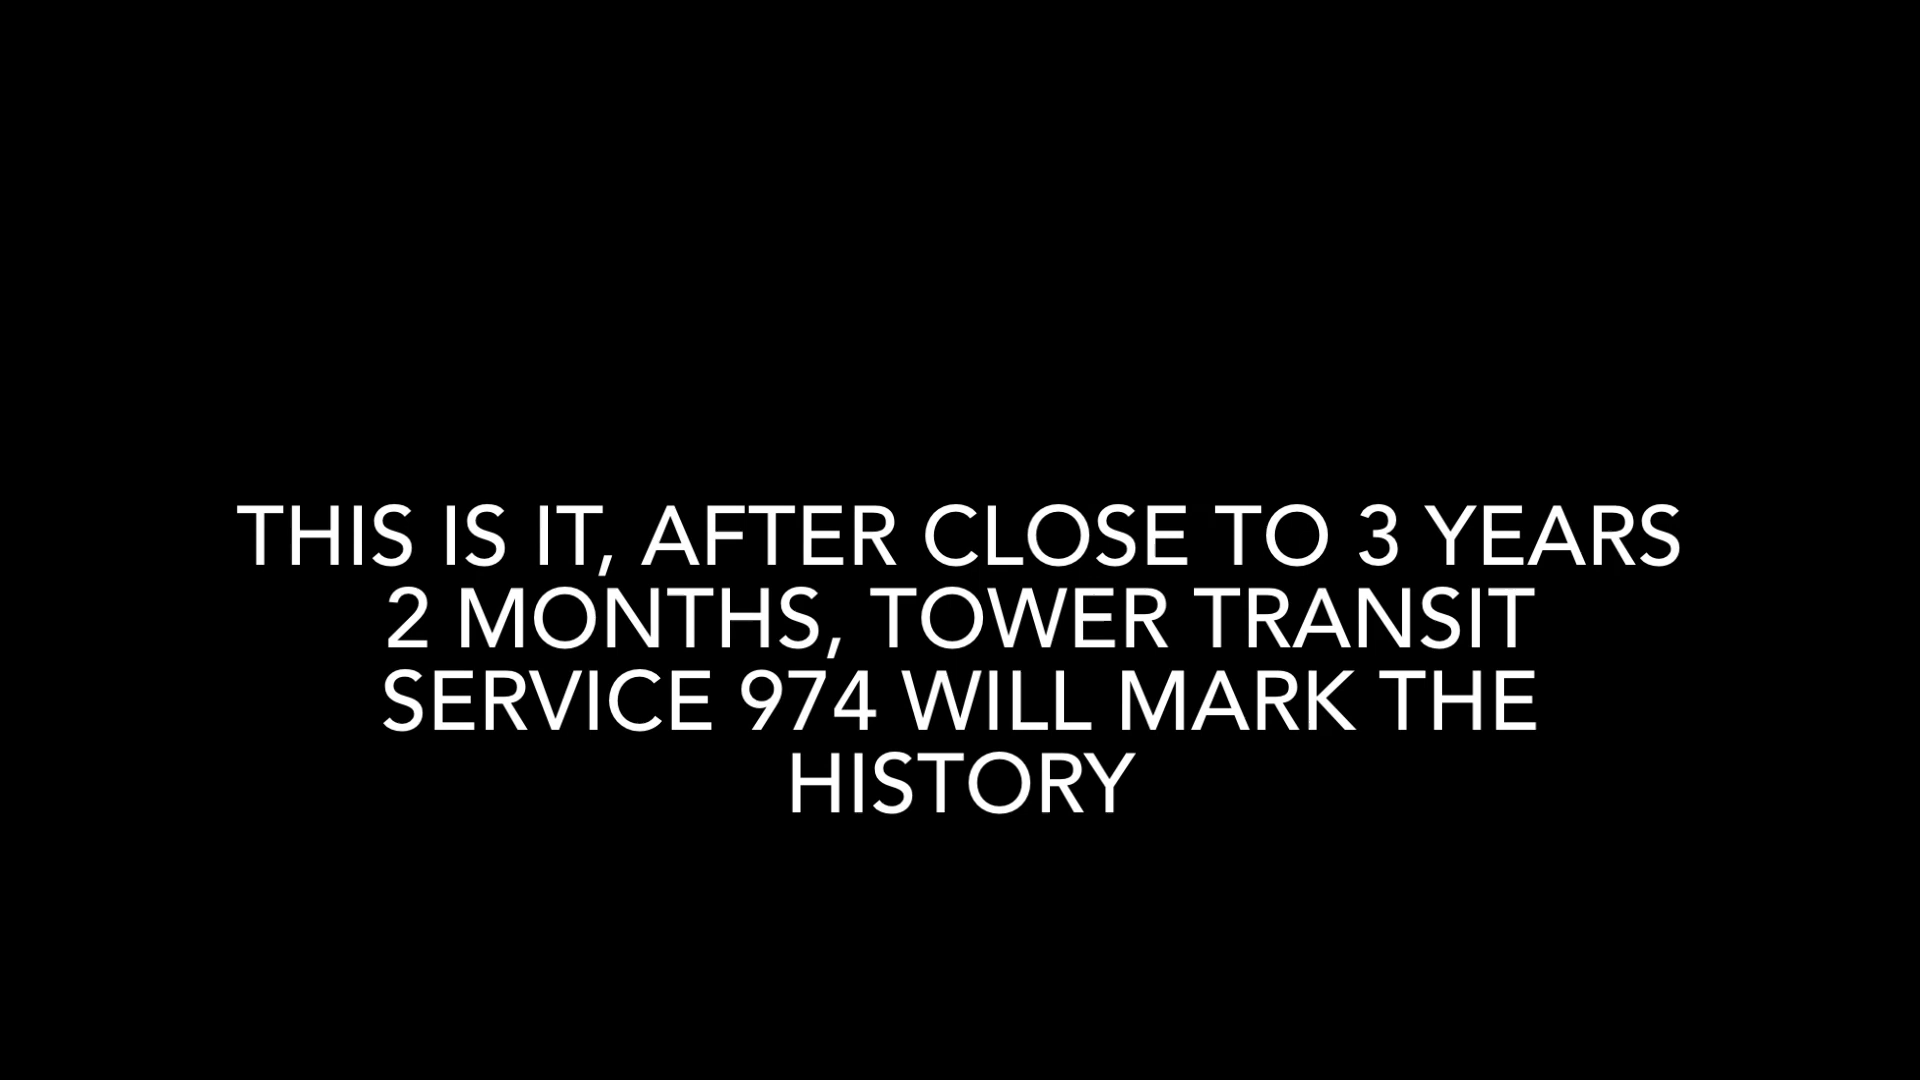 THIS IS IT, AFTER CLOSE TO 3 YEARS
2 MONTHS, TOWER TRANSIT
SERVICE 974 WILL MARK THE
HISTORY